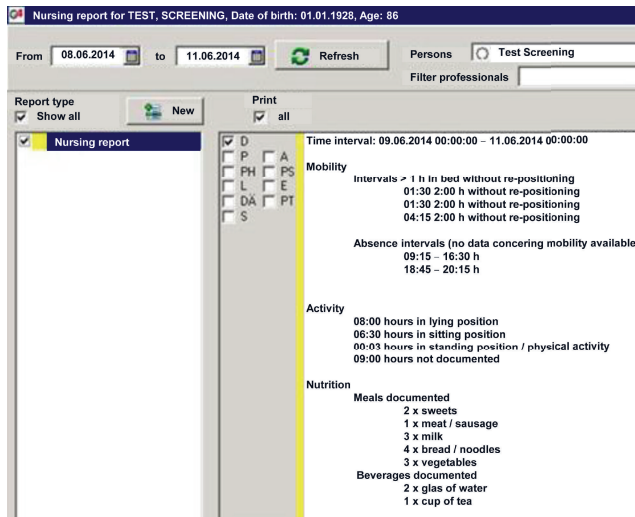 Nursing report for TEST, SCREENING, Date of birth: 01.01.1928, Age: 86
From 08.06.2014 to 11.06.2014 Refresh Persons Test Screening
Filter professionals
Report type
Show all New Print all
Nursing report
D
P A
PH PS
L E
DÄ PT
S
Time interval: 09.06.2014 00:00:00 – 11.06.2014 00:00:00
Mobility
Intervals > 1 h in bed without re-positioning
01:30 2:00 h without re-positioning
01:30 2:00 h without re-positioning
04:15 2:00 h without re-positioning
Absence intervals (no data concering mobility available
09:15 – 16:30 h
18:45 – 20:15 h
Activity
08:00 hours in lying position
06:30 hours in sitting position
00:03 hours in standing position / physical activity
09:00 hours not documented
Nutrition
Meals documented
2 x sweets
1 x meat / sausage
3 x milk
4 x bread / noodles
3 x vegetables
Beverages documented
2 x glas of water
1 x cup of tea